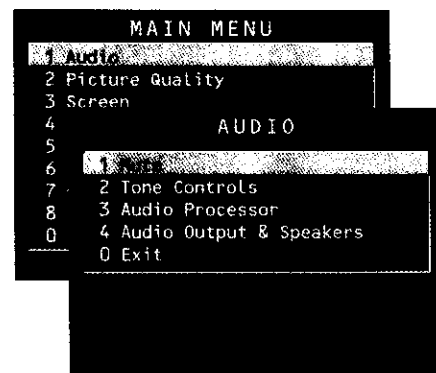 MAIN MENU
1 Audio
2 Picture Quality
3 Screen
4
5
6
7
8
0
AUDIO
1
2 Tone Controls
3 Audio Processor
4 Audio Output & Speakers
0 Exit